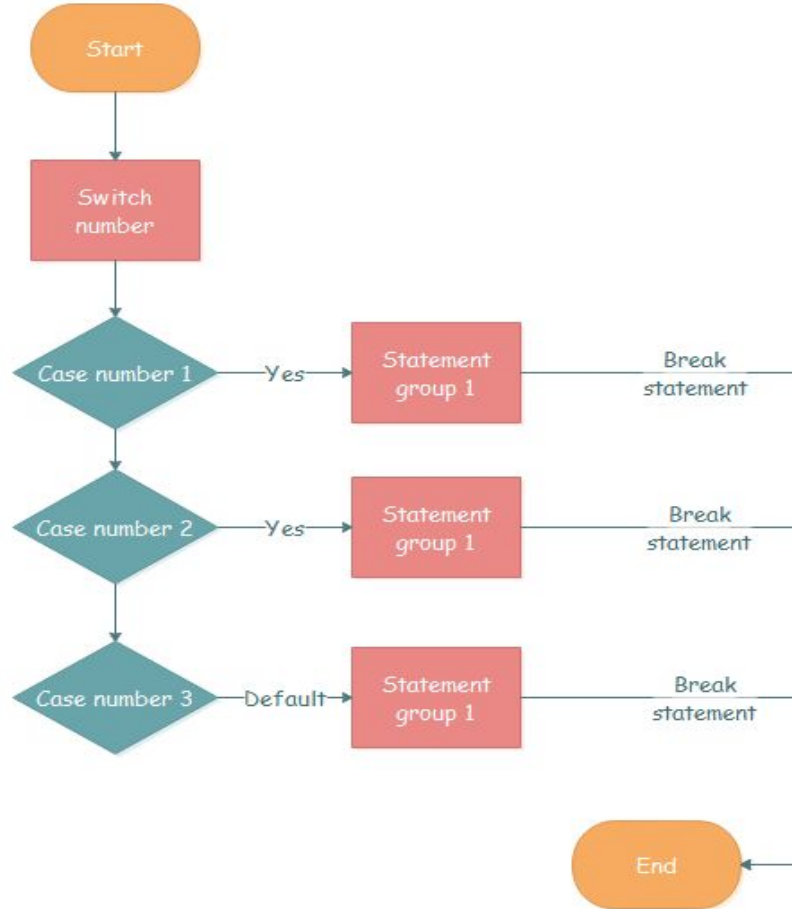 Start
Switch
number
Case number 1
Yes
Statement
group 1
Break
statement
Case number 2
Yes
Statement
group 1
Break
statement
Case number 3
Default
Statement
group 1
Break
statement
End